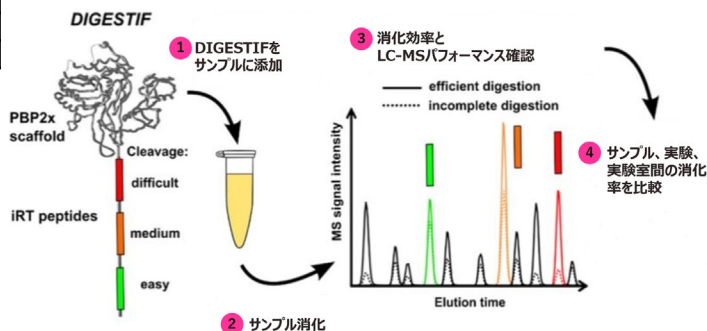 DIGESTIF
PBP2x
scaffold
Cleavage:
difficult
iRT peptides
medium
easy
1 DIGESTIFを
サンプルに添加
2 サンプル消化
3 消化効率と
LC-MSパフォーマンス確認
efficient digestion
incomplete digestion
MS signal intensity
Elution time
4 サンプル、実験、
実験室間の消化
率を比較